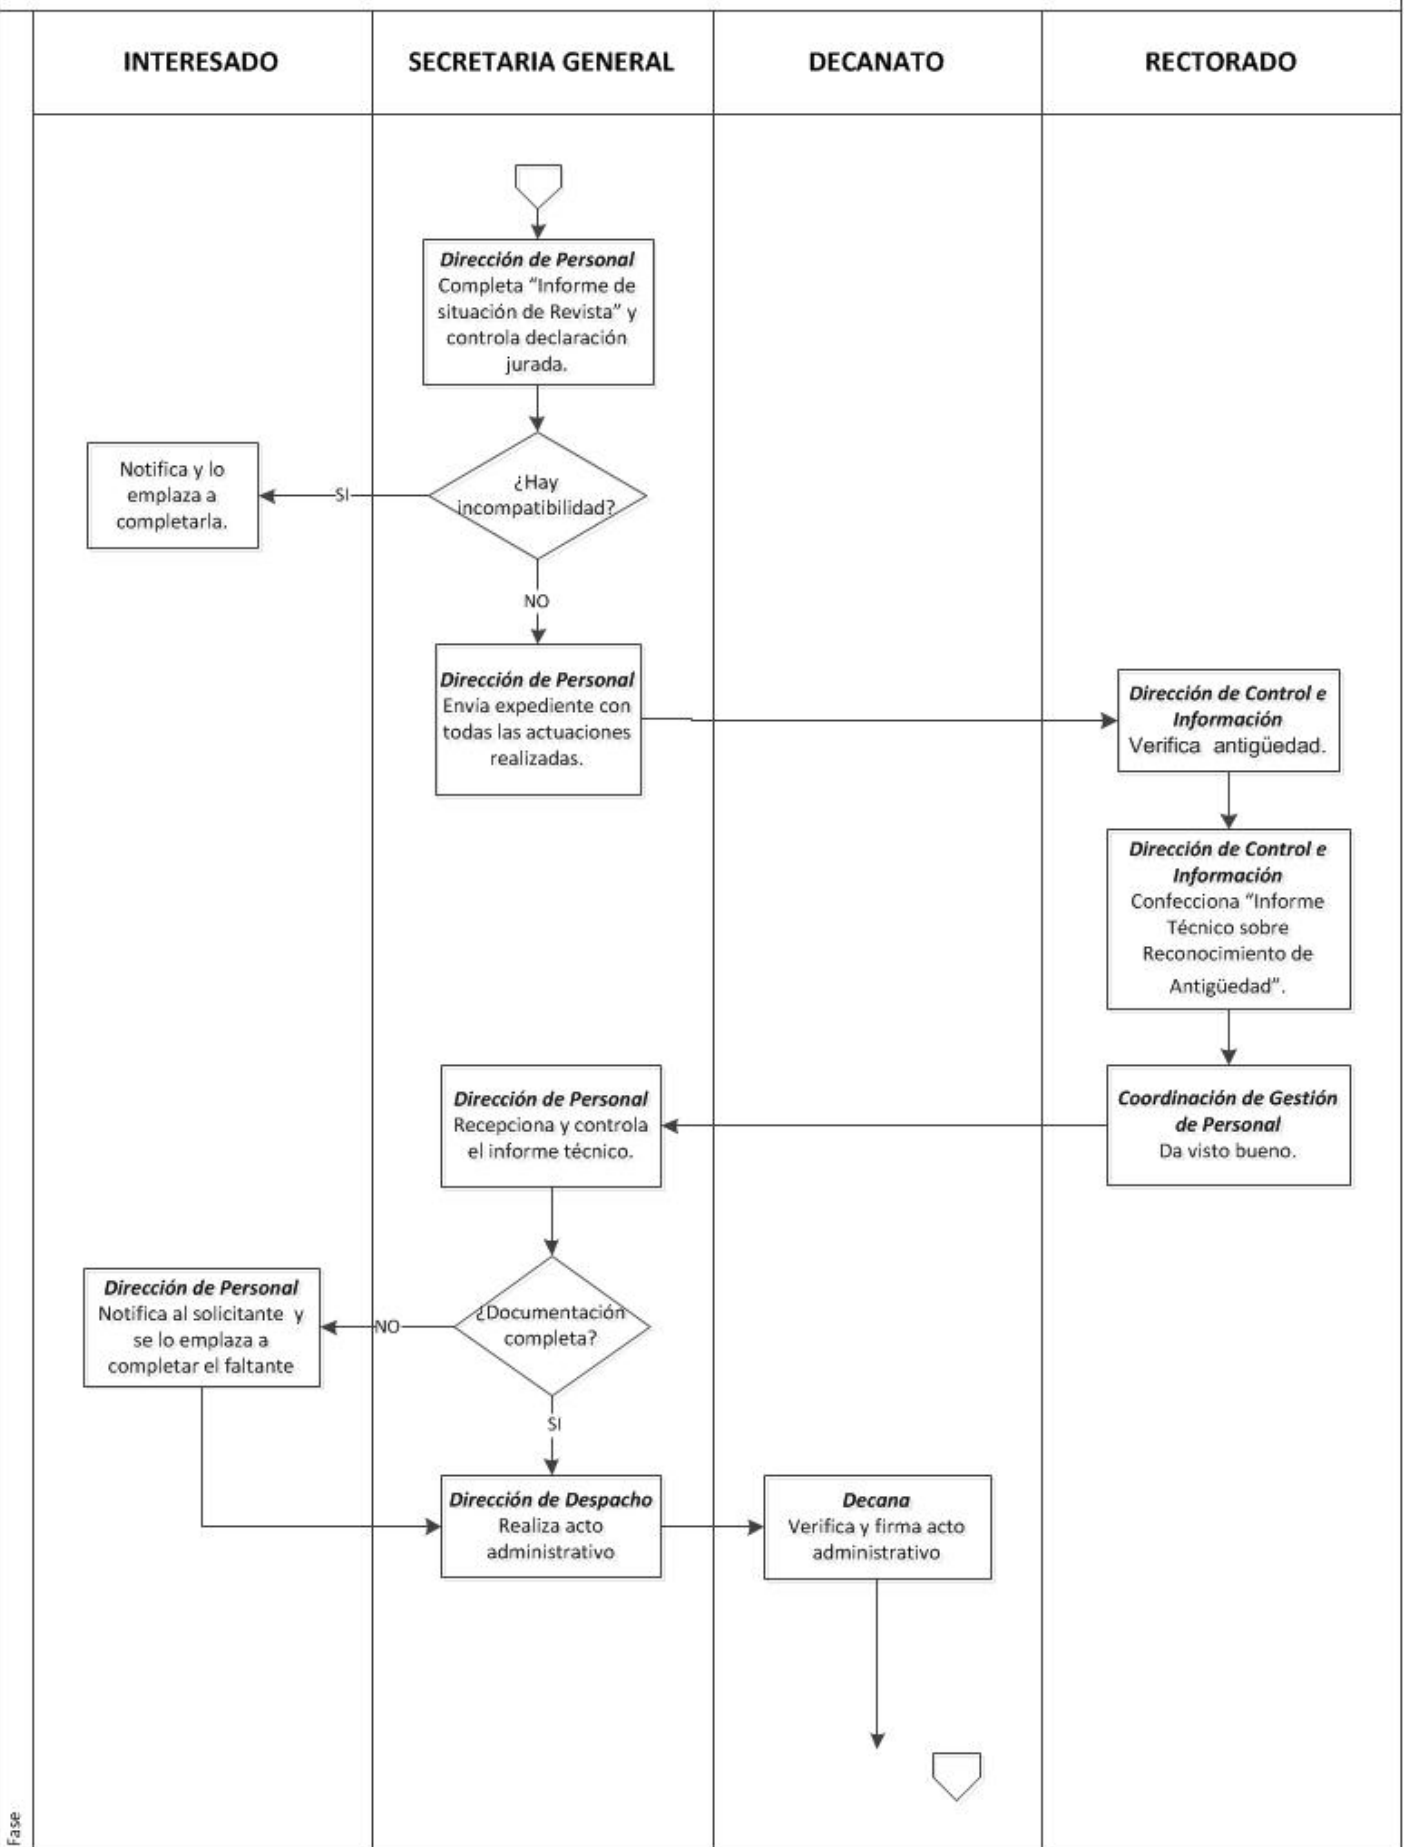 INTERESADO
SECRETARIA GENERAL
DECANATO
RECTORADO
Dirección de Personal
Completa “Informe de
situación de Revista” y
controla declaración
jurada.
¿Hay
incompatibilidad?
SI
Notifica y lo
emplaza a
completarla.
NO
Dirección de Personal
Envía expediente con
todas las actuaciones
realizadas.
Dirección de Control e
Información
Verifica antigüedad.
Dirección de Control e
Información
Confecciona “Informe
Técnico sobre
Reconocimiento de
Antigüedad”.
Coordinación de Gestión
de Personal
Da visto bueno.
Dirección de Personal
Recepciona y controla
el informe técnico.
¿Documentación
completa?
NO
Dirección de Personal
Notifica al solicitante y
se lo emplaza a
completar el faltante
SI
Dirección de Despacho
Realiza acto
administrativo
Decana
Verifica y firma acto
administrativo
Fase